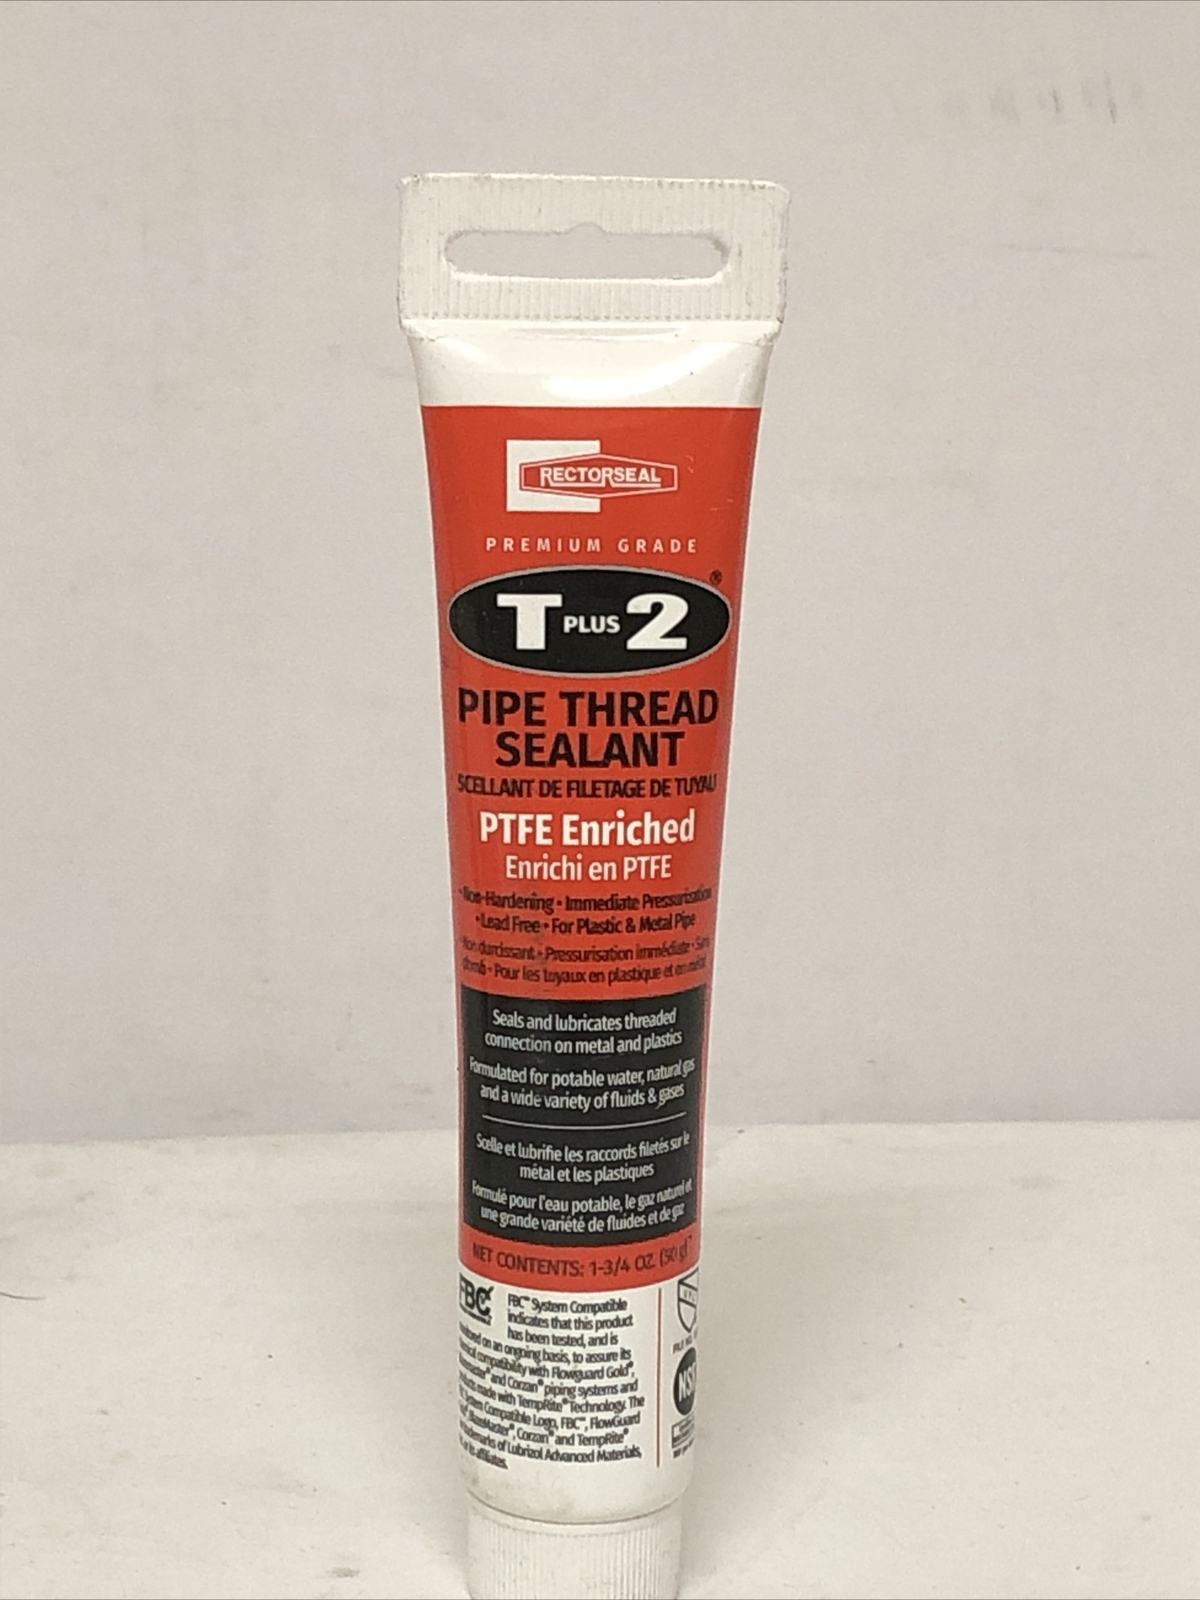 RECTORSEAL
PREMIUM GRADE
T PLUS 2 ®
PIPE THREAD
SEALANT
SCELLANT DE FILETAGE DE TUYAU
PTFE Enriched
Enrichi en PTFE
• Non-Hardening • Immediate Pressurization
• Lead Free • For Plastic & Metal Pipe
• Non durcissant • Pressurisation immédiate • Sans
plomb • Pour les tuyaux en plastique et en métal
Seals and lubricates threaded
connection on metal and plastics
Formulated for potable water, natural gas
and a wide variety of fluids & gases
Scelle et lubrifie les raccords filetés sur le
métal et les plastiques
Formulé pour l'eau potable, le gaz naturel et
une grande variété de fluides et de gaz
NET CONTENTS: 1-3/4 OZ. (50 g)
FBC
FBC™ System Compatible
indicates that this product
has been tested, and is
on an ongoing basis, to assure its
compatibility with Flowguard Gold®,
and Corzan® piping systems and
made with TempRite® Technology. The
System Compatible Logo, FBC™, FlowGuard
BlazeMaster®, Corzan® and TempRite®
of Lubrizol Advanced Materials,
or its affiliates.
NSF